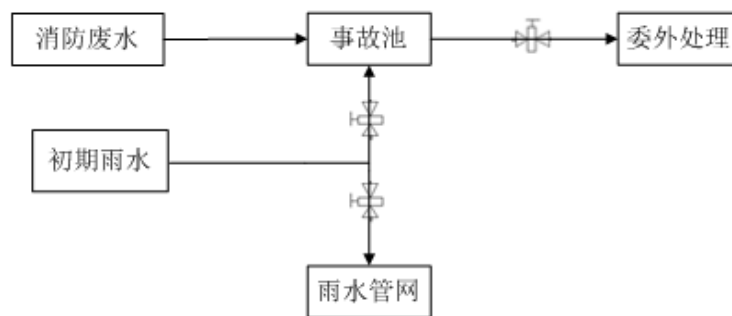 消防废水
事故池
委外处理
初期雨水
雨水管网